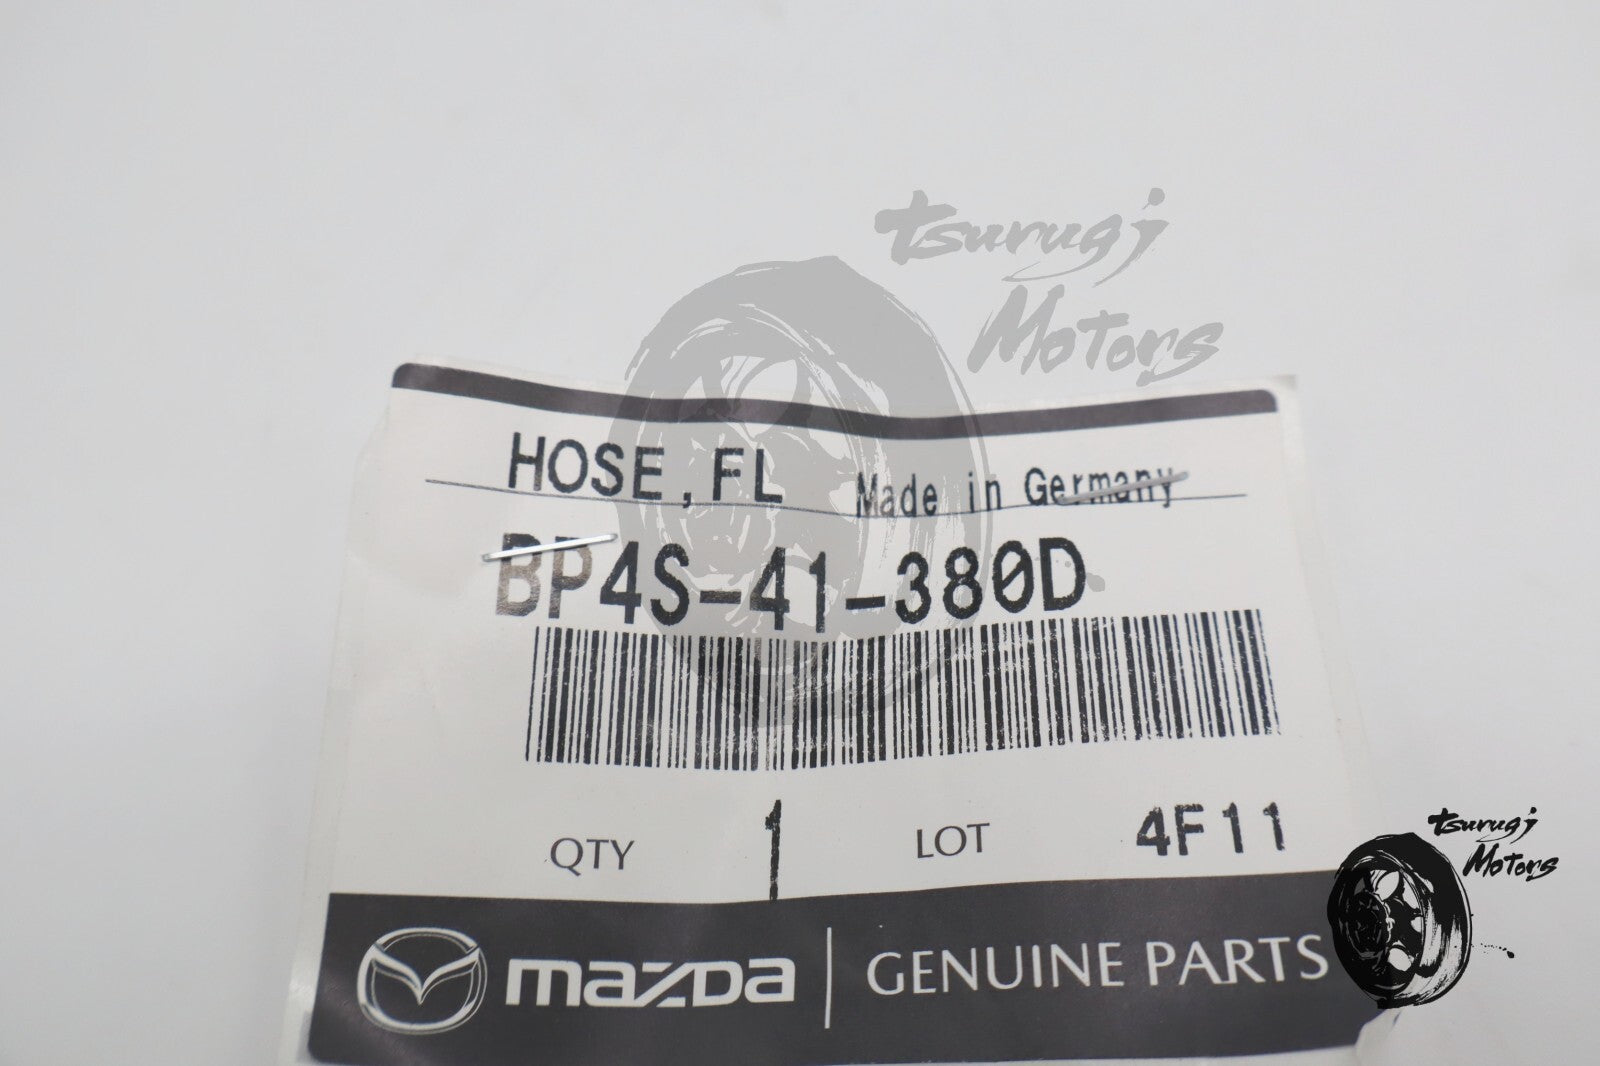 tsurugi
Motors
HOSE,FL Made in Germany
BP4S-41-380D
QTY 1 LOT 4F11
mazda GENUINE PARTS
tsurugi
Motors